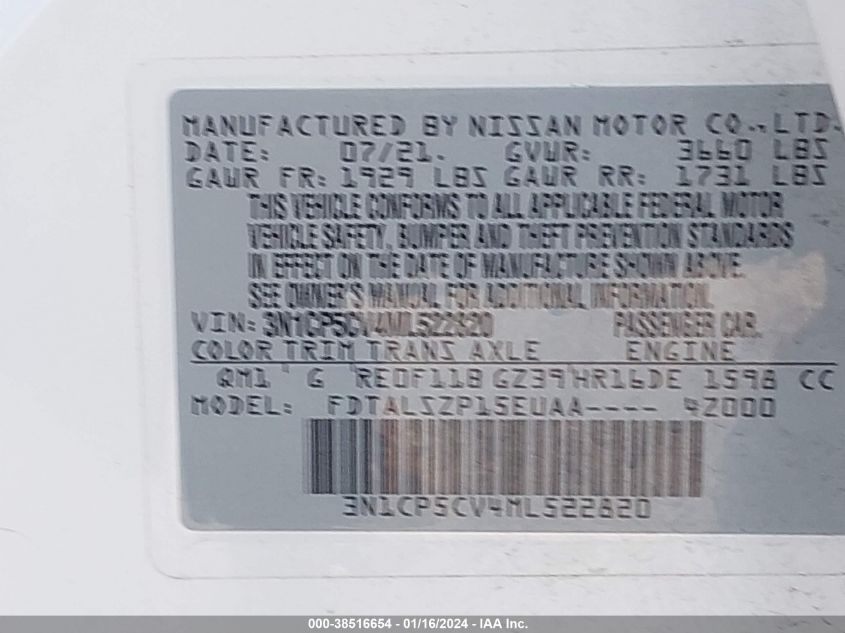 MANUFACTURED BY NISSAN MOTOR CO., LTD.
DATE: 07/21. GVWR: 3660 LBS
GAWR FR: 1929 LBS GAWR RR: 1731 LBS
THIS VEHICLE CONFORMS TO ALL APPLICABLE FEDERAL MOTOR
VEHICLE SAFETY, BUMPER AND THEFT PREVENTION STANDARDS
IN EFFECT ON THE DATE OF MANUFACTURE SHOWN ABOVE.
SEE OWNER'S MANUAL FOR ADDITIONAL INFORMATION.
VIN: 3N1CP5CV4ML522820 PASSENGER CAR.
COLOR TRIM TRANS AXLE ENGINE
QM1 G RE0F11B GZ39 HR16DE 1598 CC
MODEL: FDTALSZP15EUAA---- 42000
3N1CP5CV4ML522820
000-38516654 - 01/16/2024 - IAA Inc.